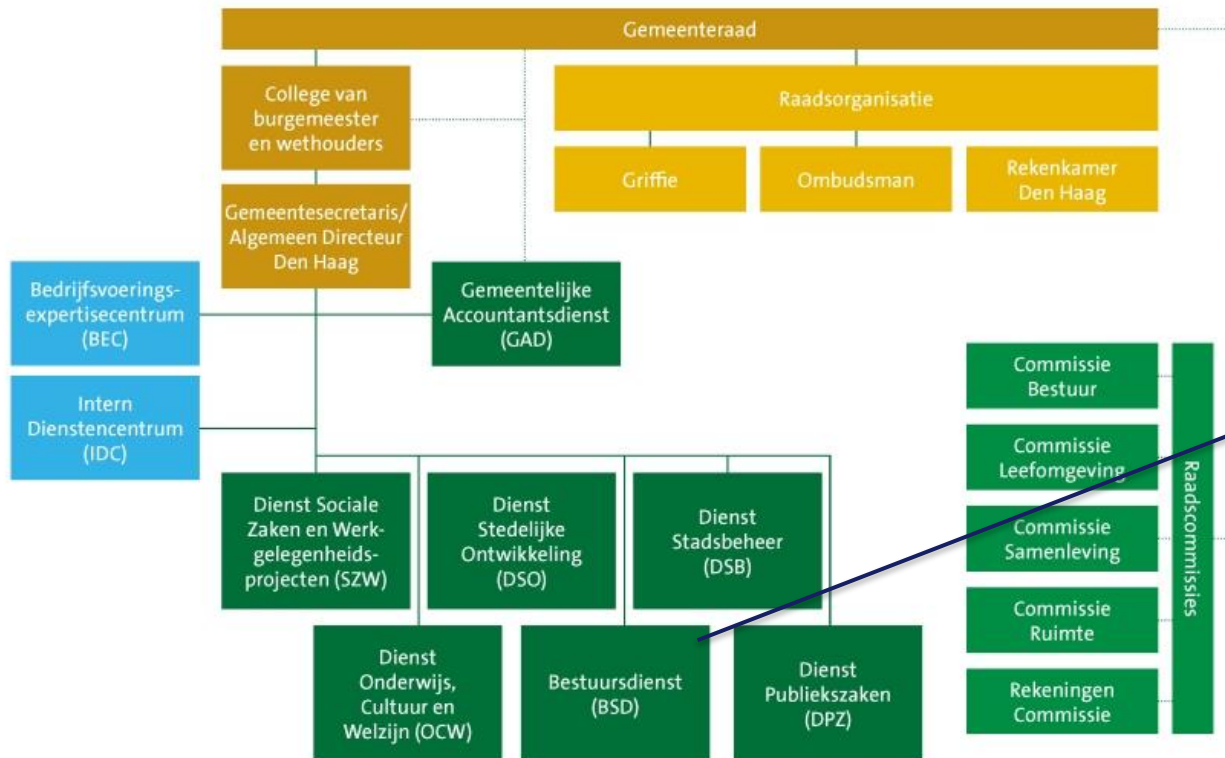 Gemeenteraad
College van
burgemeester
en wethouders
Raadsorganisatie
Griffie
Ombudsman
Rekenkamer
Den Haag
Gemeentesecretaris/
Algemeen Directeur
Den Haag
Bedrijfsvoerings-
expertisecentrum
(BEC)
Gemeentelijke
Accountantsdienst
(GAD)
Intern
Dienstencentrum
(IDC)
Dienst Sociale
Zaken en Werk-
gelegenheids-
projecten (SZW)
Dienst
Stedelijke
Ontwikkeling
(DSO)
Dienst
Stadsbeheer
(DSB)
Dienst
Onderwijs,
Cultuur en
Welzijn (OCW)
Bestuursdienst
(BSD)
Dienst
Publiekszaken
(DPZ)
Commissie
Bestuur
Commissie
Leefomgeving
Commissie
Samenleving
Commissie
Ruimte
Rekeningen
Commissie
Raadscommissies